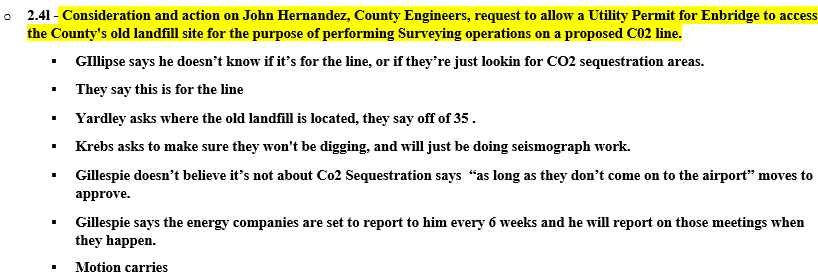 2.4l - Consideration and action on John Hernandez, County Engineers, request to allow a Utility Permit for Enbridge to access
the County's old landfill site for the purpose of performing Surveying operations on a proposed C02 line.
GIllipse says he doesn't know if it's for the line, or if they're just lookin for CO2 sequestration areas.
They say this is for the line
Yardley asks where the old landfill is located, they say off of 35 .
Krebs asks to make sure they won't be digging, and will just be doing seismograph work.
Gillespie doesn't believe it's not about Co2 Sequestration says “as long as they don't come on to the airport” moves to
approve.
Gillespie says the energy companies are set to report to him every 6 weeks and he will report on those meetings when
they happen.
Motion carries